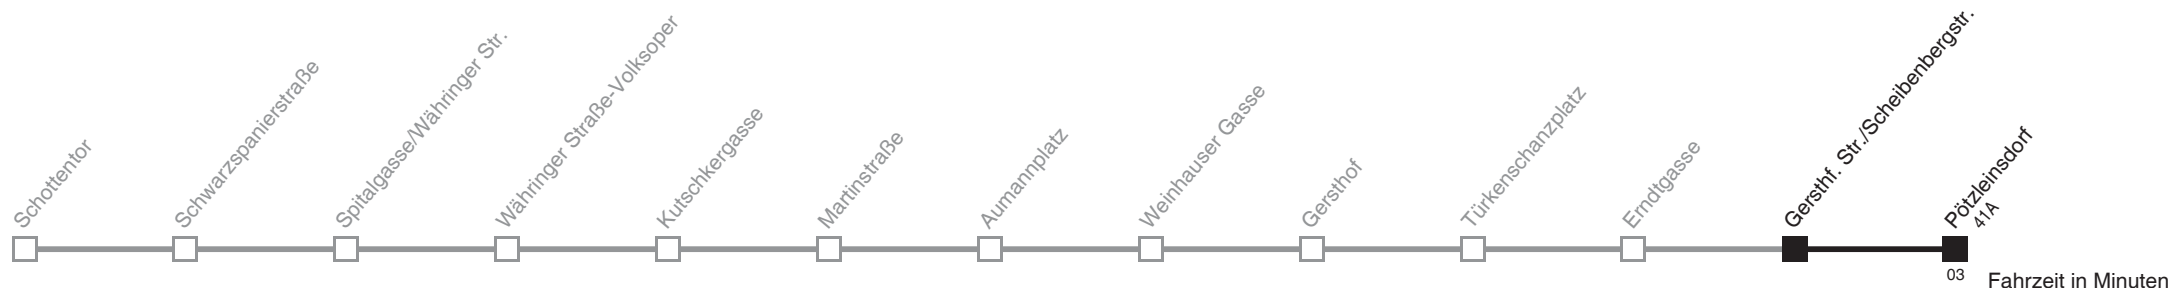 Schottentor
Schwarzspanierstraße
Spitalgasse/Währinger Str.
Währinger Straße-Volksoper
Kutschkergasse
Martinstraße
Aumannplatz
Weinhauser Gasse
Gersthof
Türkenschanzplatz
Erndtgasse
Gersthf. Str./Scheibenbergstr.
Pötzleinsdorf
41A
03
Fahrzeit in Minuten